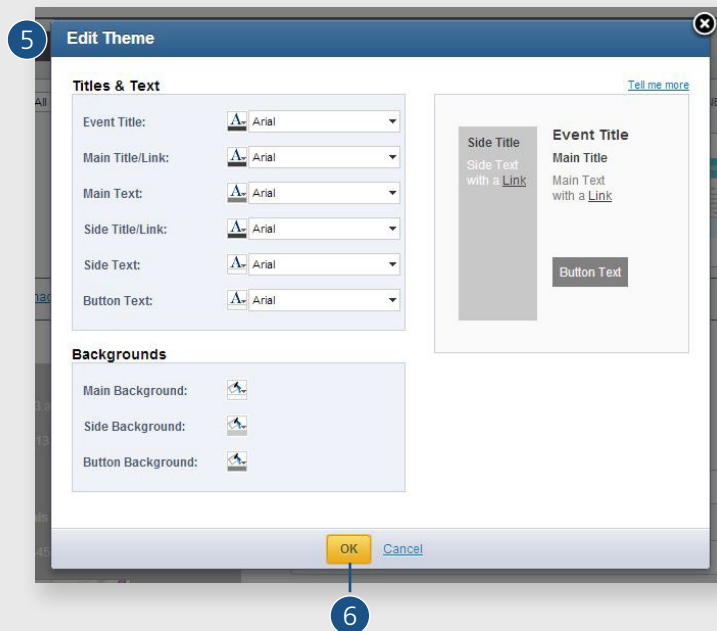 5
Edit Theme
Titles & Text
Tell me more
Event Title:
Arial
Main Title/Link:
Arial
Main Text:
Arial
Side Title/Link:
Arial
Side Text:
Arial
Button Text:
Arial
Side Title
Side Text
with a Link
Event Title
Main Title
Main Text
with a Link
Button Text
Backgrounds
Main Background:
Side Background:
Button Background:
OK
Cancel
6